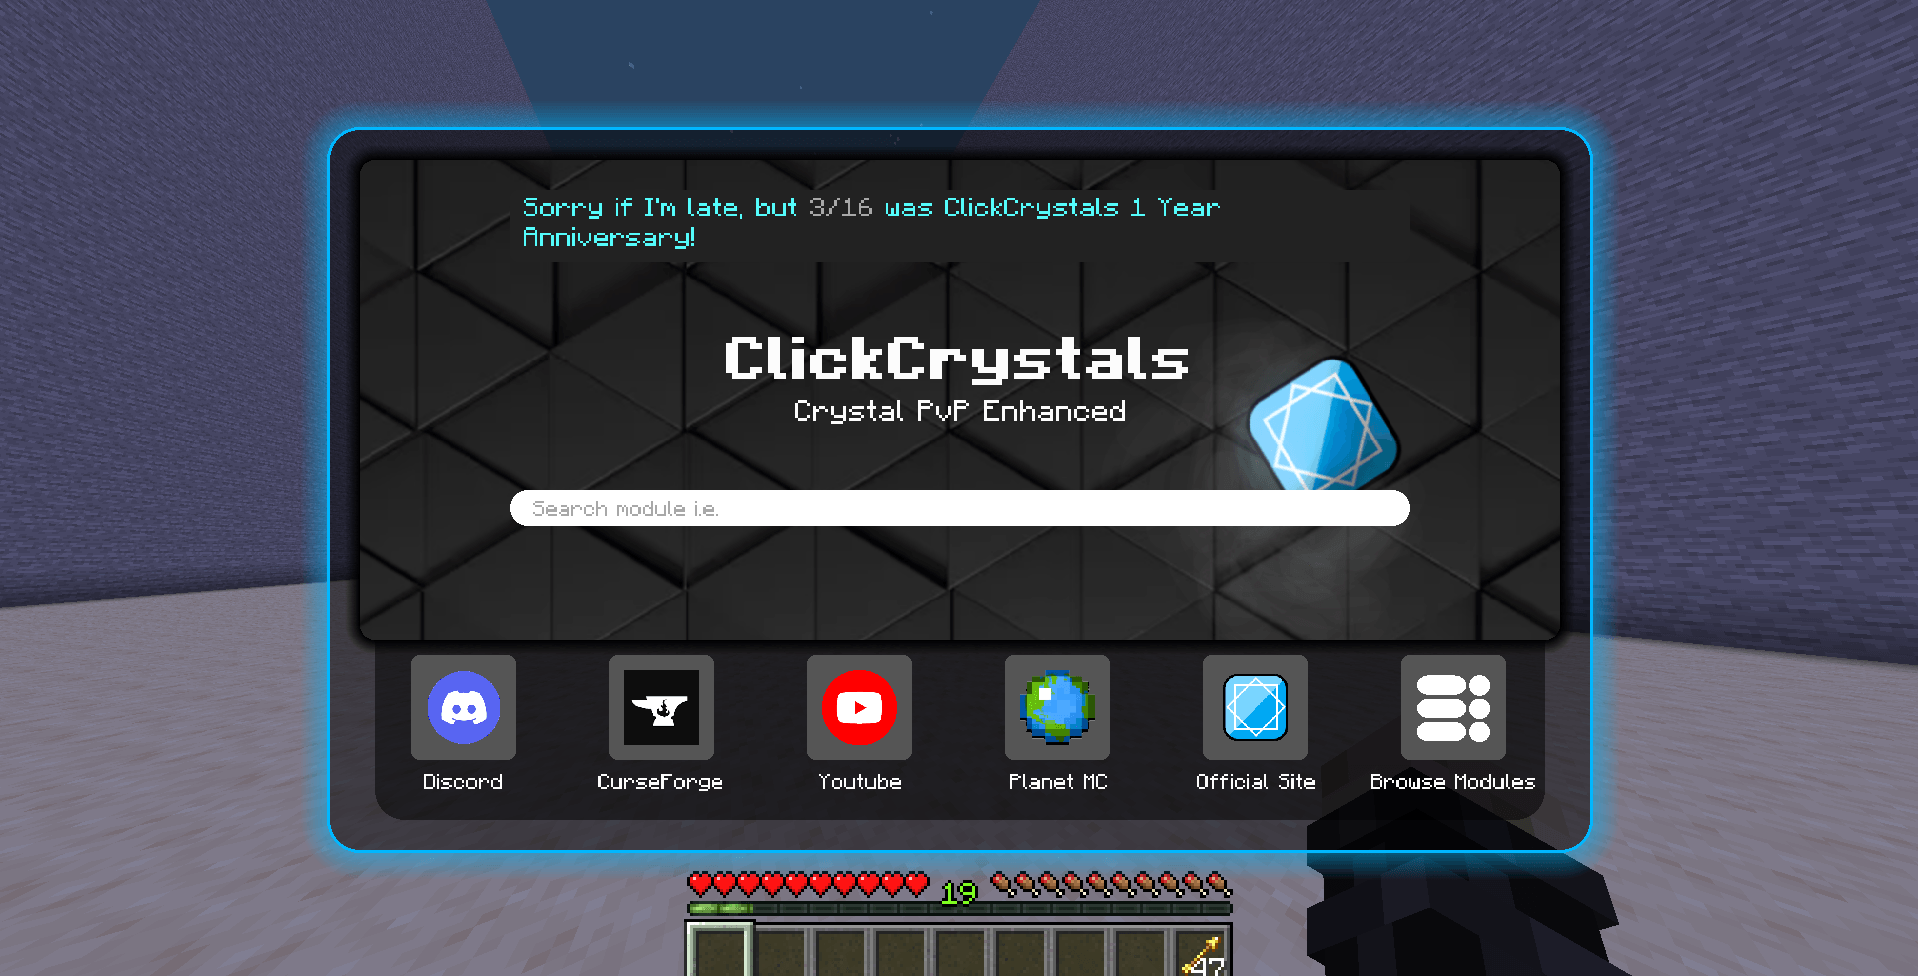 Sorry if I'm late, but 3/16 was ClickCrystals 1 Year
Anniversary!
ClickCrystals
Crystal PvP Enhanced
Search module i.e.
Discord
CurseForge
Youtube
Planet MC
Official Site
Browse Modules
19
47